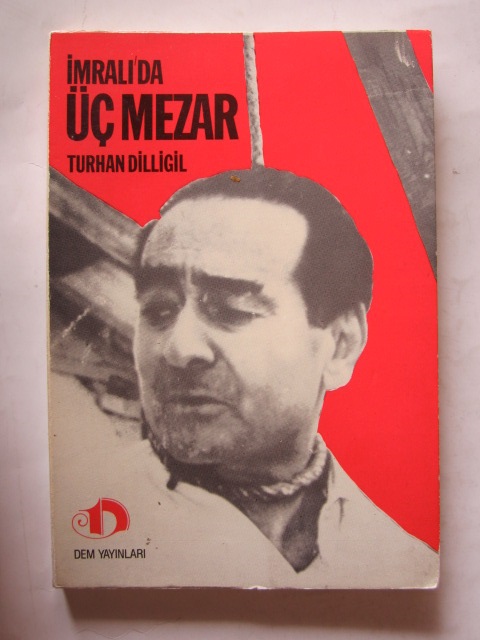 İMRALI'DA
ÜÇ MEZAR
TURHAN DİLLİGİL
DEM YAYINLARI